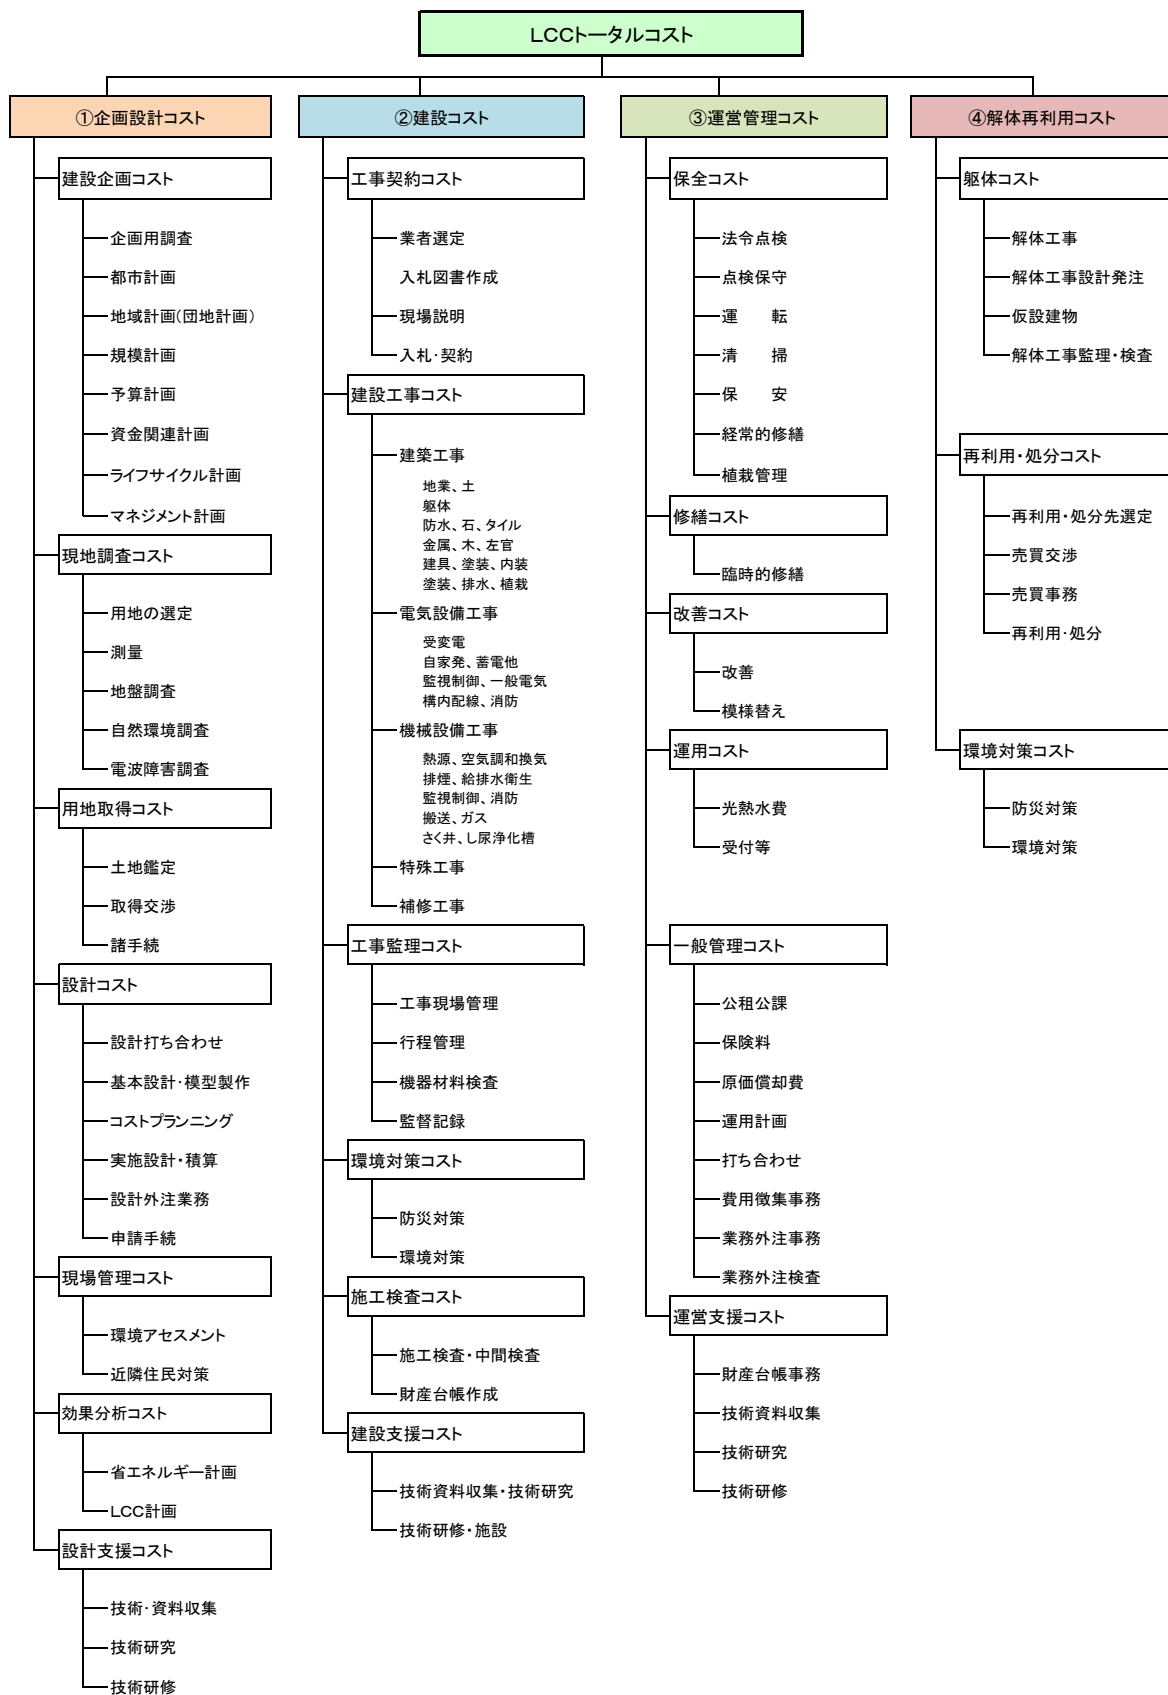 LCCトータルコスト
①企画設計コスト
建設企画コスト
企画用調査
都市計画
地域計画(団地計画)
規模計画
予算計画
資金関連計画
ライフサイクル計画
マネジメント計画
現地調査コスト
用地の選定
測量
地盤調査
自然環境調査
電波障害調査
用地取得コスト
土地鑑定
取得交渉
諸手続
設計コスト
設計打ち合わせ
基本設計・模型製作
コストプランニング
実施設計・積算
設計外注業務
申請手続
現場管理コスト
環境アセスメント
近隣住民対策
効果分析コスト
省エネルギー計画
LCC計画
設計支援コスト
技術・資料収集
技術研究
技術研修
②建設コスト
工事契約コスト
業者選定
入札図書作成
現場説明
入札・契約
建設工事コスト
建築工事
地業、土
躯体
防水、石、タイル
金属、木、左官
建具、塗装、内装
塗装、排水、植栽
電気設備工事
受変電
自家発、蓄電他
監視制御、一般電気
構内配線、消防
機械設備工事
熱源、空気調和換気
排煙、給排水衛生
監視制御、消防
搬送、ガス
さく井、し尿浄化槽
特殊工事
補修工事
工事監理コスト
工事現場管理
行程管理
機器材料検査
監督記録
環境対策コスト
防災対策
環境対策
施工検査コスト
施工検査・中間検査
財産台帳作成
建設支援コスト
技術資料収集・技術研究
技術研修・施設
③運営管理コスト
保全コスト
法令点検
点検保守
運　　転
清　　掃
保　　安
経常的修繕
植栽管理
修繕コスト
臨時的修繕
改善コスト
改善
模様替え
運用コスト
光熱水費
受付等
一般管理コスト
公租公課
保険料
原価償却費
運用計画
打ち合わせ
費用徴集事務
業務外注事務
業務外注検査
運営支援コスト
財産台帳事務
技術資料収集
技術研究
技術研修
④解体再利用コスト
躯体コスト
解体工事
解体工事設計発注
仮設建物
解体工事監理・検査
再利用・処分コスト
再利用・処分先選定
売買交渉
売買事務
再利用・処分
環境対策コスト
防災対策
環境対策